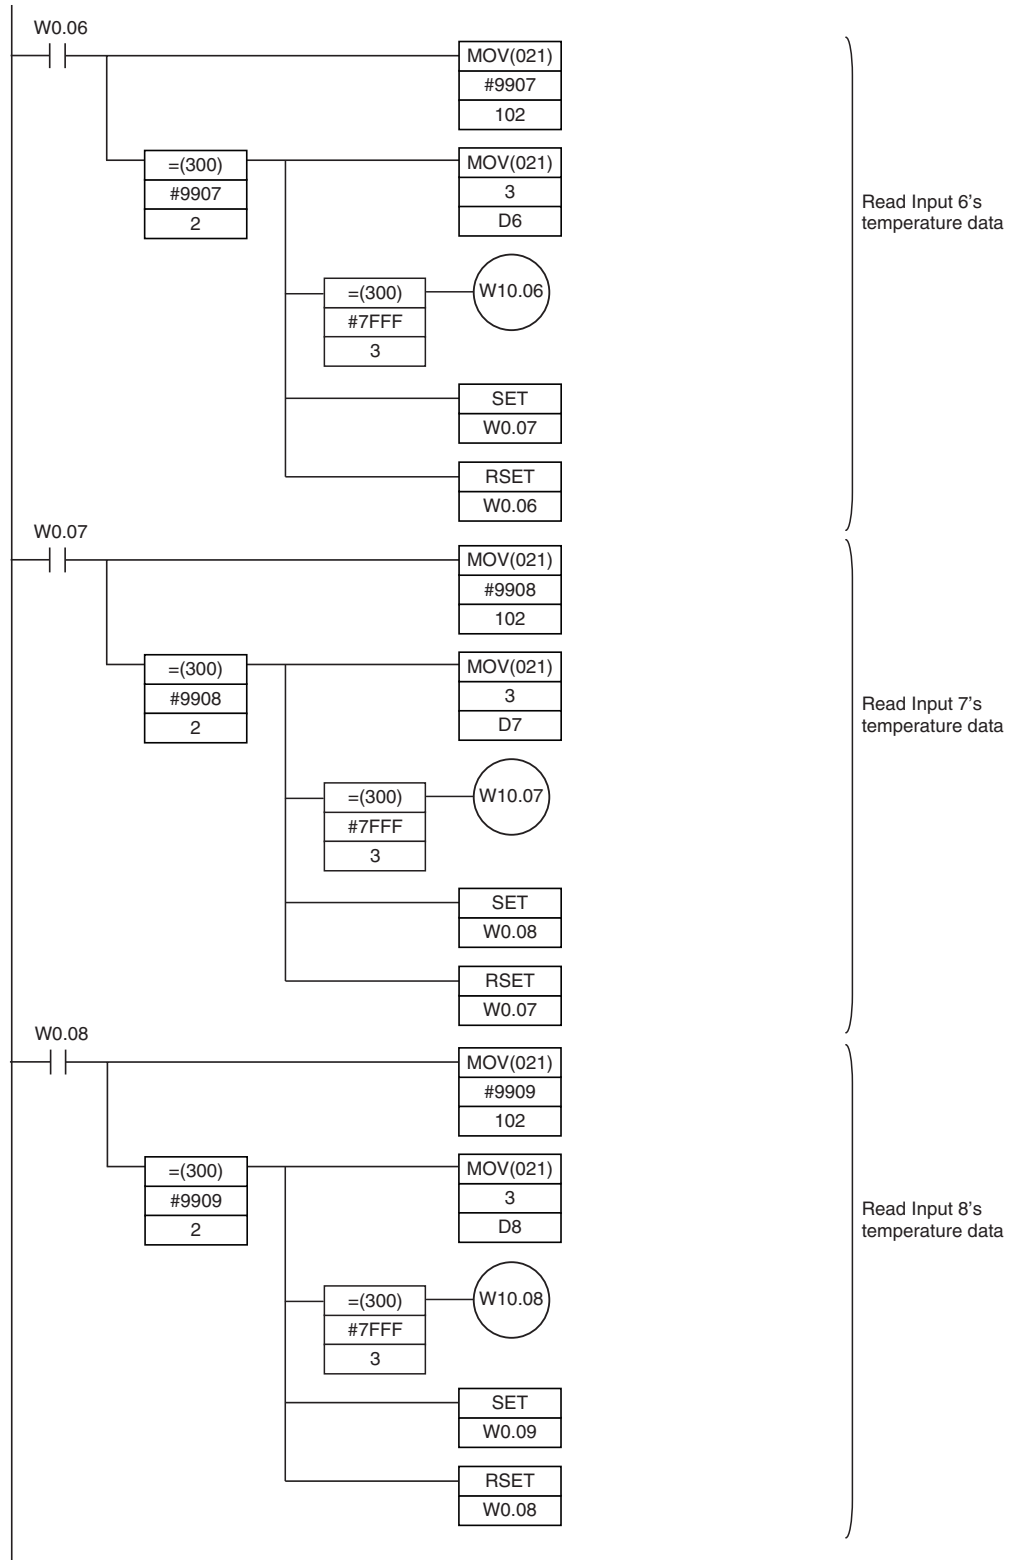 W0.06
MOV(021)
#9907
102
=(300)
#9907
2
MOV(021)
3
D6
Read Input 6's
temperature data
=(300)
#7FFF
3
W10.06
SET
W0.07
RSET
W0.06
W0.07
MOV(021)
#9908
102
=(300)
#9908
2
MOV(021)
3
D7
Read Input 7's
temperature data
=(300)
#7FFF
3
W10.07
SET
W0.08
RSET
W0.07
W0.08
MOV(021)
#9909
102
=(300)
#9909
2
MOV(021)
3
D8
Read Input 8's
temperature data
=(300)
#7FFF
3
W10.08
SET
W0.09
RSET
W0.08